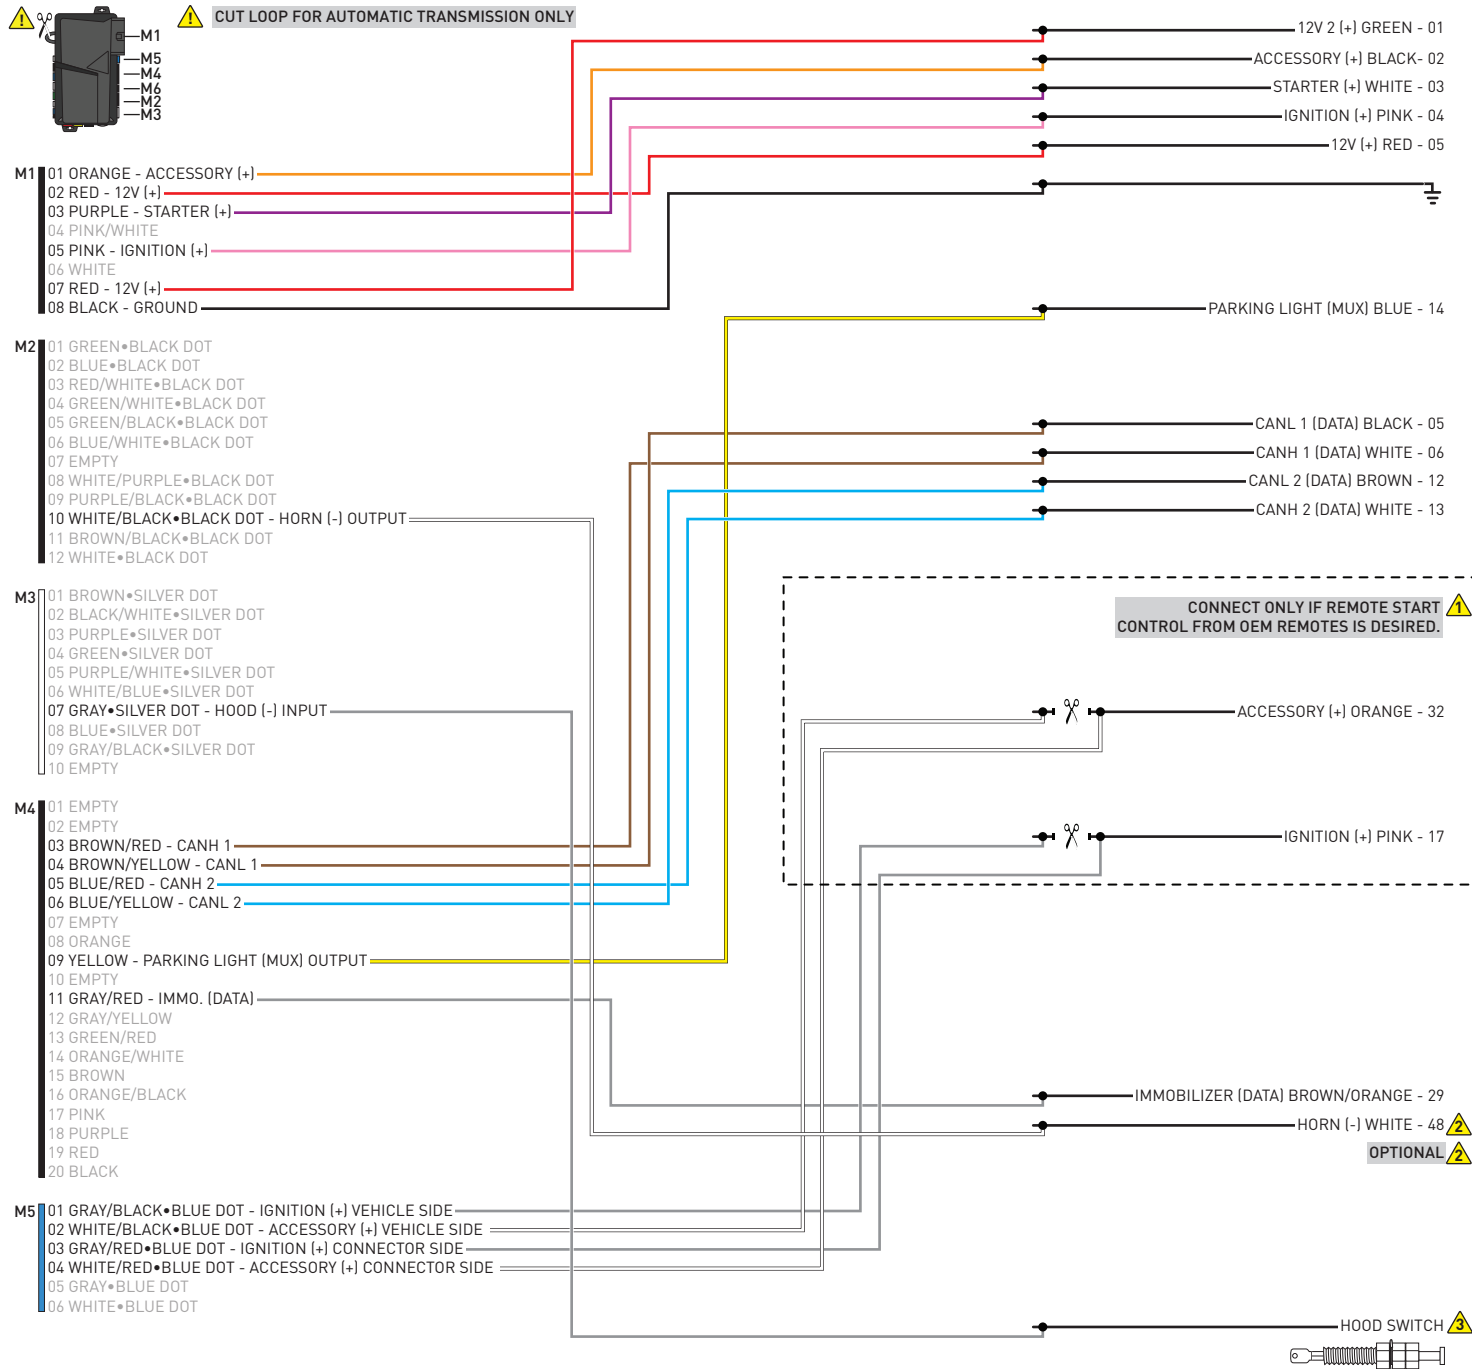 CUT LOOP FOR AUTOMATIC TRANSMISSION ONLY
M1
M5
M4
M6
M2
M3
12V 2 (+) GREEN - 01
ACCESSORY (+) BLACK- 02
STARTER (+) WHITE - 03
IGNITION (+) PINK - 04
12V (+) RED - 05
M1
01 ORANGE - ACCESSORY (+)
02 RED - 12V (+)
03 PURPLE - STARTER (+)
04 PINK/WHITE
05 PINK - IGNITION (+)
06 WHITE
07 RED - 12V (+)
08 BLACK - GROUND
PARKING LIGHT (MUX) BLUE - 14
M2
01 GREEN•BLACK DOT
02 BLUE•BLACK DOT
03 RED/WHITE•BLACK DOT
04 GREEN/WHITE•BLACK DOT
05 GREEN/BLACK•BLACK DOT
06 BLUE/WHITE•BLACK DOT
07 EMPTY
08 WHITE/PURPLE•BLACK DOT
09 PURPLE/BLACK•BLACK DOT
10 WHITE/BLACK•BLACK DOT - HORN (-) OUTPUT
11 BROWN/BLACK•BLACK DOT
12 WHITE•BLACK DOT
CANL 1 (DATA) BLACK - 05
CANH 1 (DATA) WHITE - 06
CANL 2 (DATA) BROWN - 12
CANH 2 (DATA) WHITE - 13
M3
01 BROWN•SILVER DOT
02 BLACK/WHITE•SILVER DOT
03 PURPLE•SILVER DOT
04 GREEN•SILVER DOT
05 PURPLE/WHITE•SILVER DOT
06 WHITE/BLUE•SILVER DOT
07 GRAY•SILVER DOT - HOOD (-) INPUT
08 BLUE•SILVER DOT
09 GRAY/BLACK•SILVER DOT
10 EMPTY
CONNECT ONLY IF REMOTE START 1
CONTROL FROM OEM REMOTES IS DESIRED.
ACCESSORY (+) ORANGE - 32
IGNITION (+) PINK - 17
M4
01 EMPTY
02 EMPTY
03 BROWN/RED - CANH 1
04 BROWN/YELLOW - CANL 1
05 BLUE/RED - CANH 2
06 BLUE/YELLOW - CANL 2
07 EMPTY
08 ORANGE
09 YELLOW - PARKING LIGHT (MUX) OUTPUT
10 EMPTY
11 GRAY/RED - IMMO. (DATA)
12 GRAY/YELLOW
13 GREEN/RED
14 ORANGE/WHITE
15 BROWN
16 ORANGE/BLACK
17 PINK
18 PURPLE
19 RED
20 BLACK
IMMOBILIZER (DATA) BROWN/ORANGE - 29
HORN (-) WHITE - 48 2
OPTIONAL 2
M5
01 GRAY/BLACK•BLUE DOT - IGNITION (+) VEHICLE SIDE
02 WHITE/BLACK•BLUE DOT - ACCESSORY (+) VEHICLE SIDE
03 GRAY/RED•BLUE DOT - IGNITION (+) CONNECTOR SIDE
04 WHITE/RED•BLUE DOT - ACCESSORY (+) CONNECTOR SIDE
05 GRAY•BLUE DOT
06 WHITE•BLUE DOT
HOOD SWITCH 3